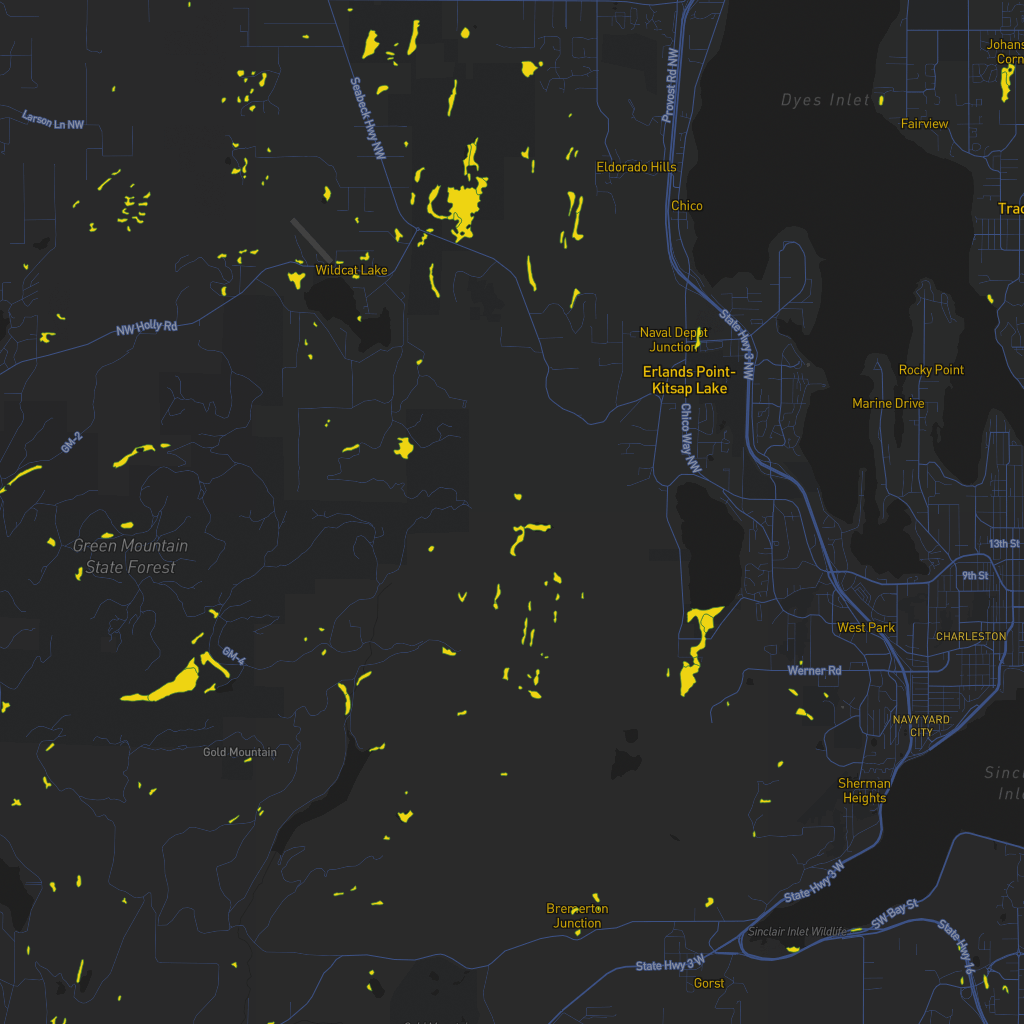 Johans
Corn
Dyes Inlet
Seabeck Hwy NW
Provost Rd NW
Larson Ln NW
Fairview
Eldorado Hills
Chico
Trac
Wildcat Lake
NW Holly Rd
State Hwy 3 NW
Naval Depot
Junction
Erlands Point-
Kitsap Lake
Rocky Point
Marine Drive
Chico Way NW
GM-2
Green Mountain
State Forest
13th St
9th St
West Park
CHARLESTON
GM-4
Werner Rd
NAVY YARD
CITY
Gold Mountain
Sincl
Inl
Sherman
Heights
State Hwy 3 W
SW Bay St
Bremerton
Junction
Sinclair Inlet Wildlife
State Hwy 16
State Hwy 3 W
Gorst